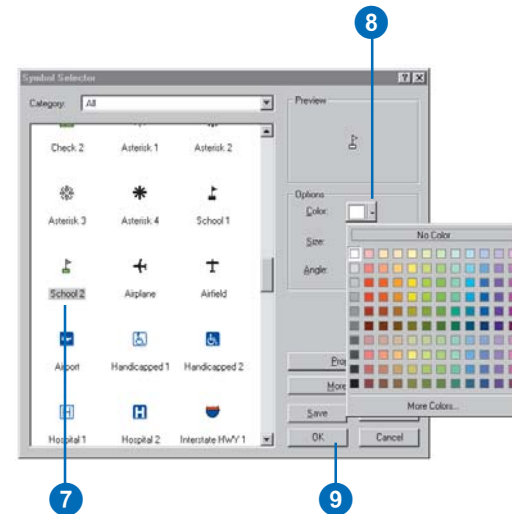 8
Symbol Selector
Category: All
Preview
Check 2 Asterisk 1 Asterisk 2
Options
Color:
Asterisk 3 Asterisk 4 School 1
No Color
Size:
Angle:
School 2 Airplane Airfield
Airport Handicapped 1 Handicapped 2
Prop
More
More Colors...
H H
Save
Hospital 1 Hospital 2 Interstate HWY 1
OK Cancel
7 9